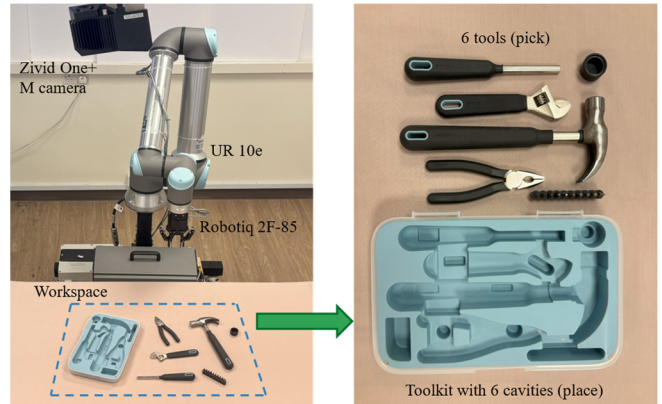 Zivid One+
M camera
UR 10e
Robotiq 2F-85
Workspace
6 tools (pick)
Toolkit with 6 cavities (place)